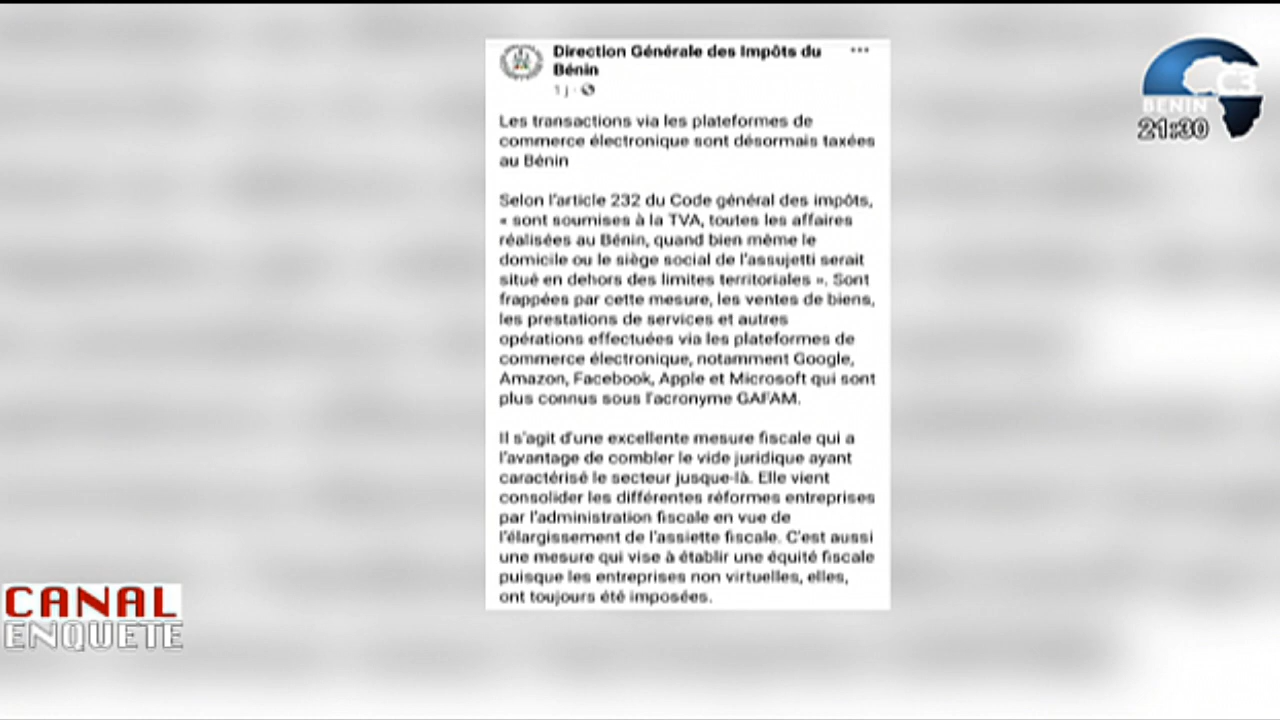 Direction Générale des Impôts du
Bénin
1 j ·
Les transactions via les plateformes de
commerce électronique sont désormais taxées
au Bénin
Selon l'article 232 du Code général des impôts,
« sont soumises à la TVA, toutes les affaires
réalisées au Bénin, quand bien même le
domicile ou le siège social de l'assujetti serait
situé en dehors des limites territoriales ». Sont
frappées par cette mesure, les ventes de biens,
les prestations de services et autres
opérations effectuées via les plateformes de
commerce électronique, notamment Google,
Amazon, Facebook, Apple et Microsoft qui sont
plus connus sous l'acronyme GAFAM.
Il s'agit d'une excellente mesure fiscale qui a
l'avantage de combler le vide juridique ayant
caractérisé le secteur jusque-là. Elle vient
consolider les différentes réformes entreprises
par l'administration fiscale en vue de
l'élargissement de l'assiette fiscale. C'est aussi
une mesure qui vise à établir une équité fiscale
puisque les entreprises non virtuelles, elles,
ont toujours été imposées.
C3
BENIN
21:30
CANAL
ENQUETE